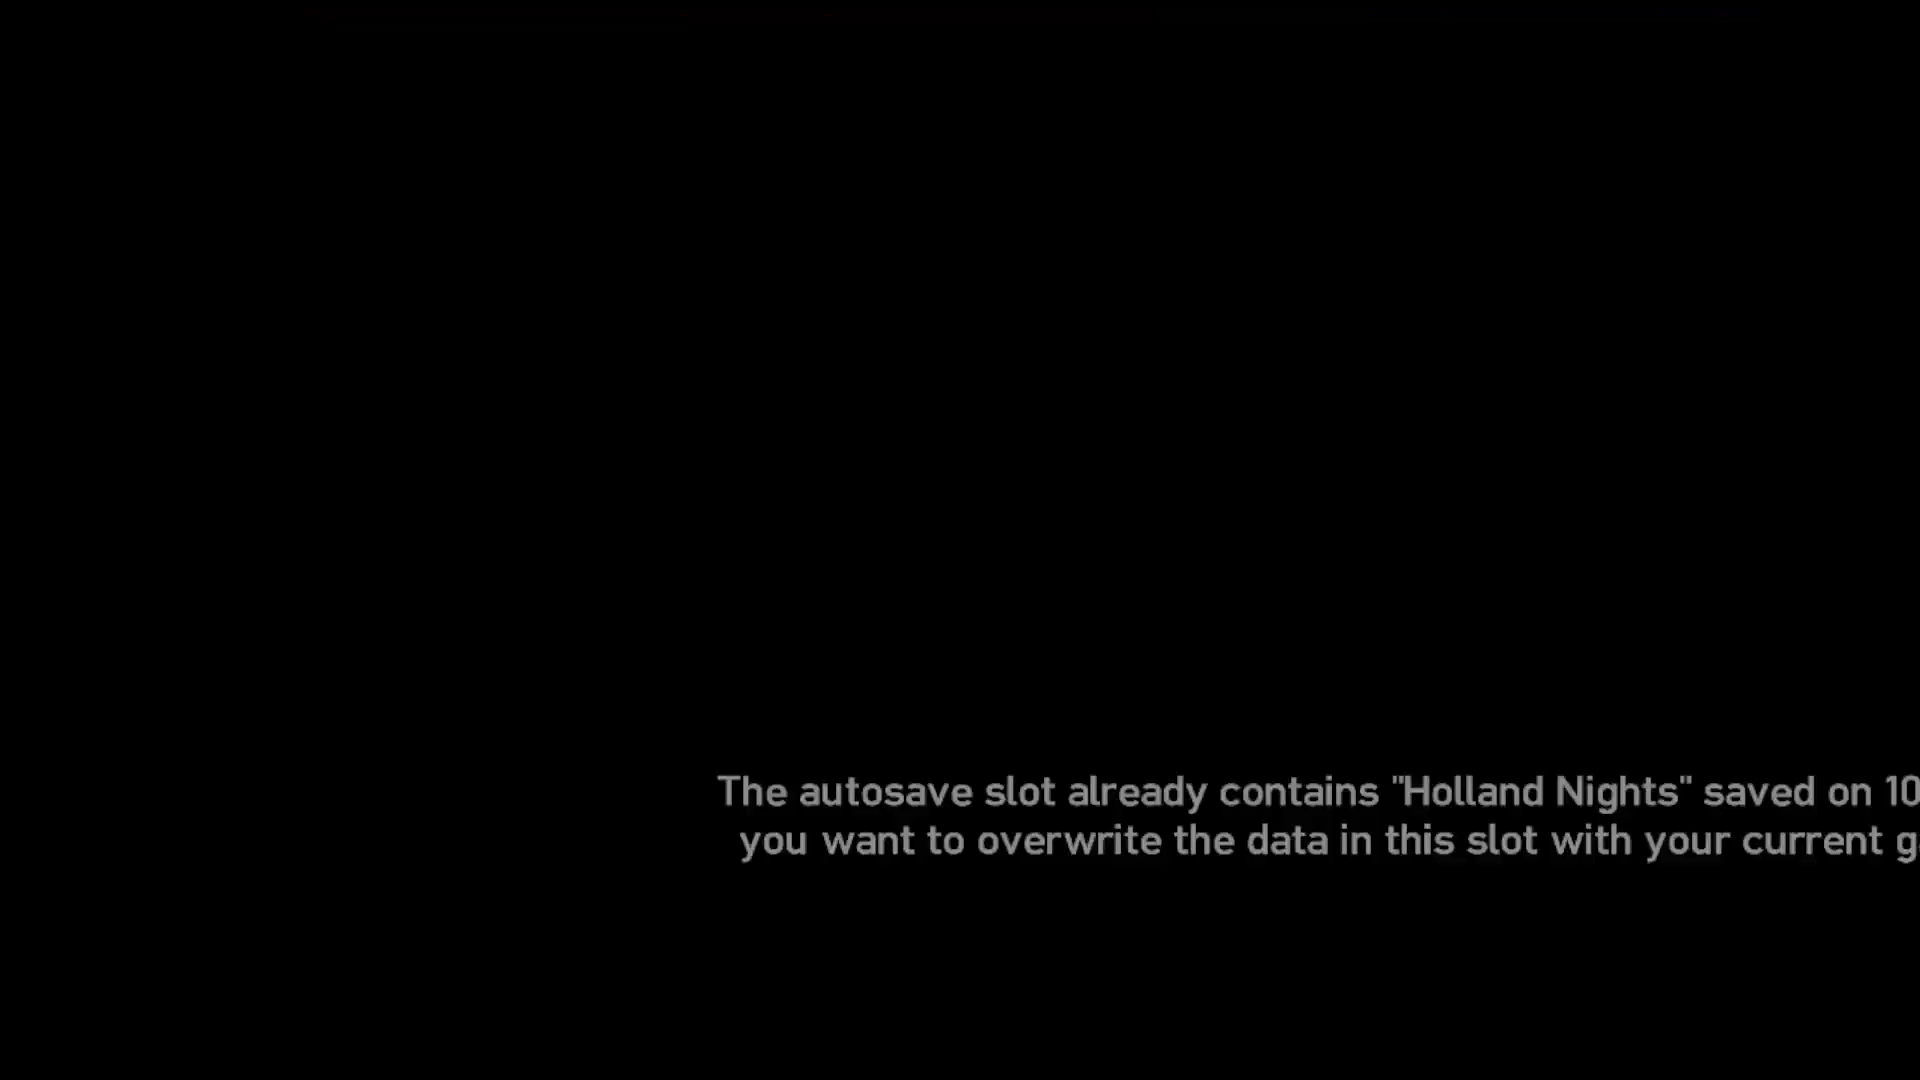 The autosave slot already contains "Holland Nights" saved on 10
you want to overwrite the data in this slot with your current g